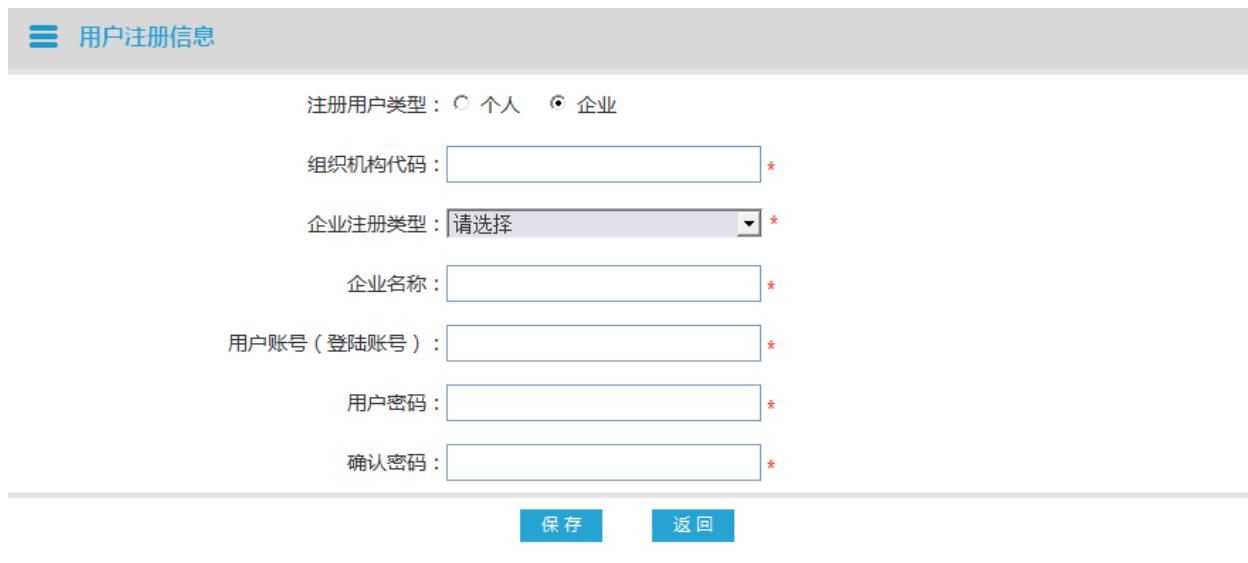 用户注册信息
注册用户类型： 个人 企业
组织机构代码： *
企业注册类型： 请选择 *
企业名称： *
用户账号（登陆账号）： *
用户密码： *
确认密码： *
保存 返回